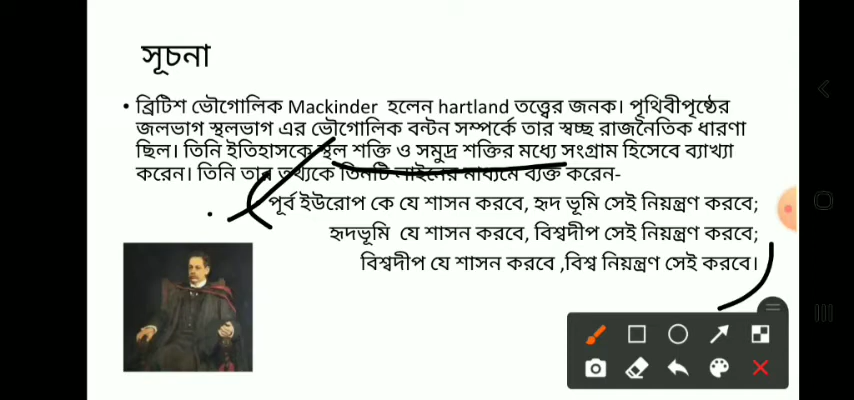 সূচনা
• ব্রিটিশ ভৌগোলিক Mackinder হলেন hartland তত্ত্বের জনক। পৃথিবীপৃষ্ঠের
জলভাগ স্থলভাগ এর ভৌগোলিক বন্টন সম্পর্কে তার স্বচ্ছ রাজনৈতিক ধারণা
ছিল। তিনি ইতিহাসকে স্থল শক্তি ও সমুদ্র শক্তির মধ্যে সংগ্রাম হিসেবে ব্যাখ্যা
করেন। তিনি তার তথ্যকে তিনটি লাইনের মাধ্যমে ব্যক্ত করেন-
পূর্ব ইউরোপ কে যে শাসন করবে, হৃদ ভূমি সেই নিয়ন্ত্রণ করবে;
হৃদভূমি যে শাসন করবে, বিশ্বদীপ সেই নিয়ন্ত্রণ করবে;
বিশ্বদীপ যে শাসন করবে ,বিশ্ব নিয়ন্ত্রণ সেই করবে।